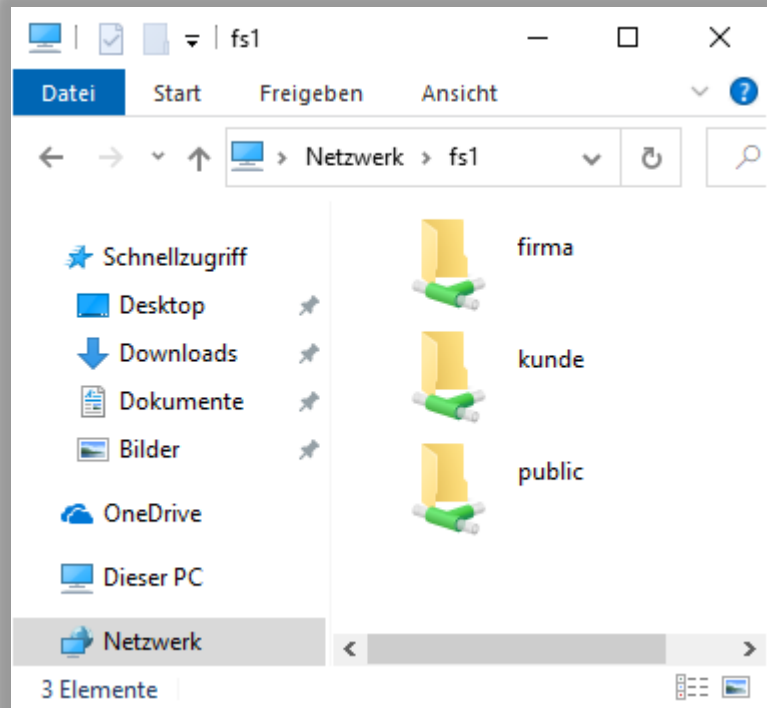 fs1
Datei Start Freigeben Ansicht
Netzwerk fs1
Schnellzugriff
Desktop
Downloads
Dokumente
Bilder
OneDrive
Dieser PC
Netzwerk
firma
kunde
public
3 Elemente